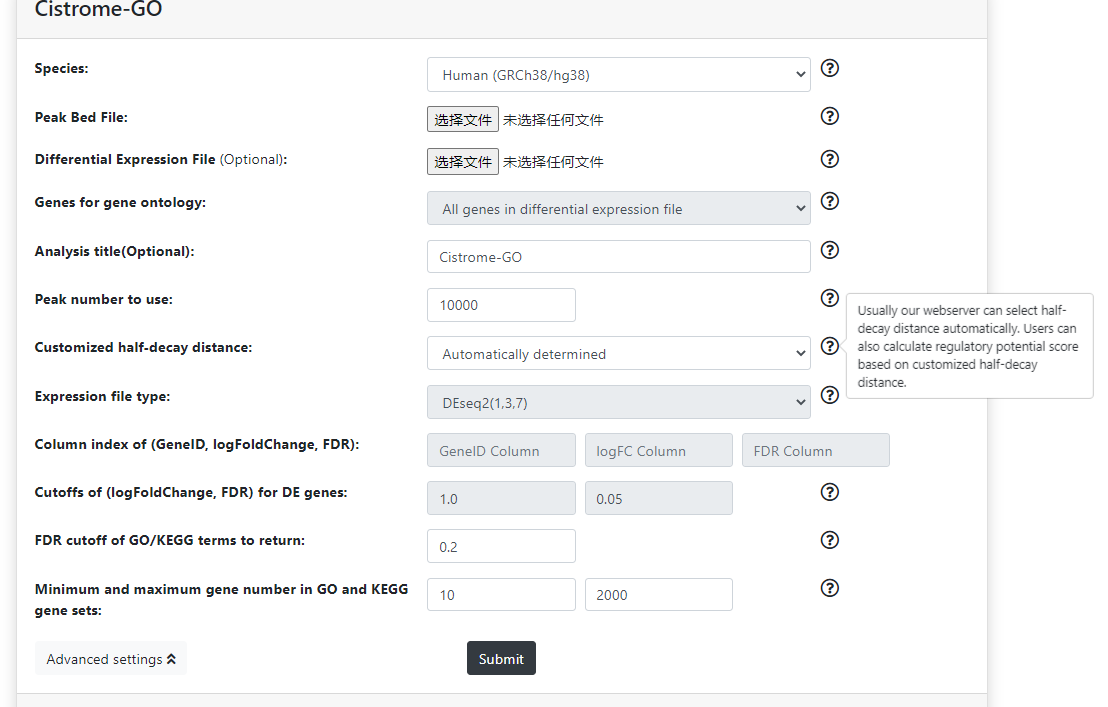 Cistrome-GO
Species:
Human (GRCh38/hg38)
Peak Bed File:
选择文件 未选择任何文件
Differential Expression File (Optional):
选择文件 未选择任何文件
Genes for gene ontology:
All genes in differential expression file
Analysis title(Optional):
Cistrome-GO
Peak number to use:
10000
Customized half-decay distance:
Automatically determined
Usually our webserver can select half-
decay distance automatically. Users can
also calculate regulatory potential score
based on customized half-decay
distance.
Expression file type:
DEseq2(1,3,7)
Column index of (GeneID, logFoldChange, FDR):
GeneID Column logFC Column FDR Column
Cutoffs of (logFoldChange, FDR) for DE genes:
1.0 0.05
FDR cutoff of GO/KEGG terms to return:
0.2
Minimum and maximum gene number in GO and KEGG
gene sets:
10 2000
Advanced settings
Submit